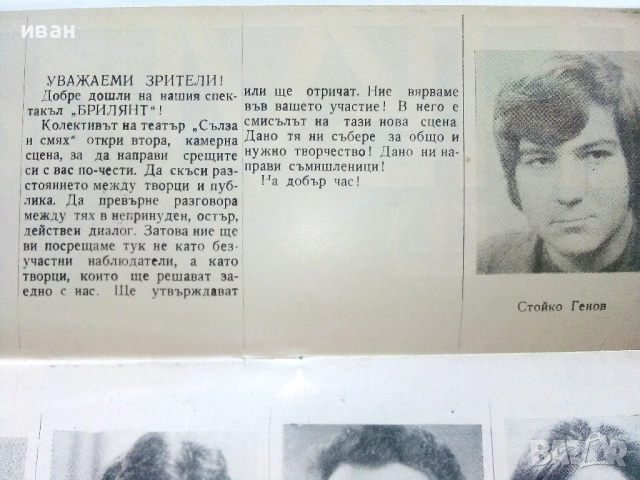 иван
УВАЖАЕМИ ЗРИТЕЛИ!
Добре дошли на нашия спек-
такъл „БРИЛЯНТ“!
Колективът на театър „Сълза
и смях“ откри втора, камерна
сцена, за да направи срещите
си с вас по-чести. Да скъси раз-
стоянието между творци и пуб-
лика. Да превърне разговора
между тях в непринуден, остър,
действен диалог. Затова ние ще
ви посрещаме тук не като без-
участни наблюдатели, а като
творци, които ще решават за-
едно с нас. Ще утвърждават
или ще отричат. Ние вярваме
във вашето участие! В него е
смисълът на тази нова сцена.
Дано тя ни събере за общо и
нужно творчество! Дано ни на-
прави съмишленици!
На добър час!
Стойко Генов
BAZAR